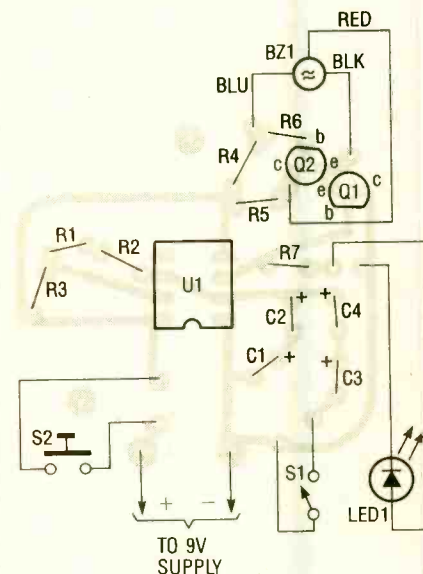 RED
BZ1
BLU
BLK
R6
b
R4
c
Q2
e
e
Q1
c
b
R5
R1
R2
R3
U1
R7
+
+
C2
C4
C1
+
+
C3
S2
S1
+ −
LED1
TO 9V
SUPPLY